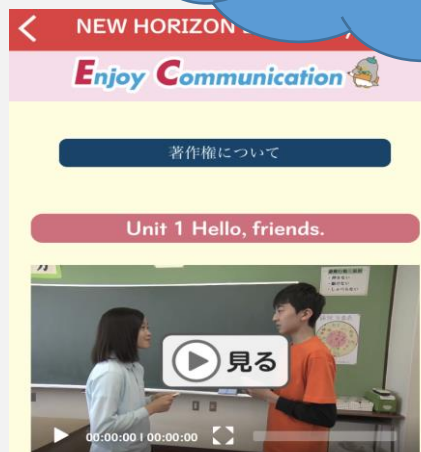 NEW HORIZON
Enjoy Communication
著作権について
Unit 1 Hello, friends.
見る
00:00:00 | 00:00:00